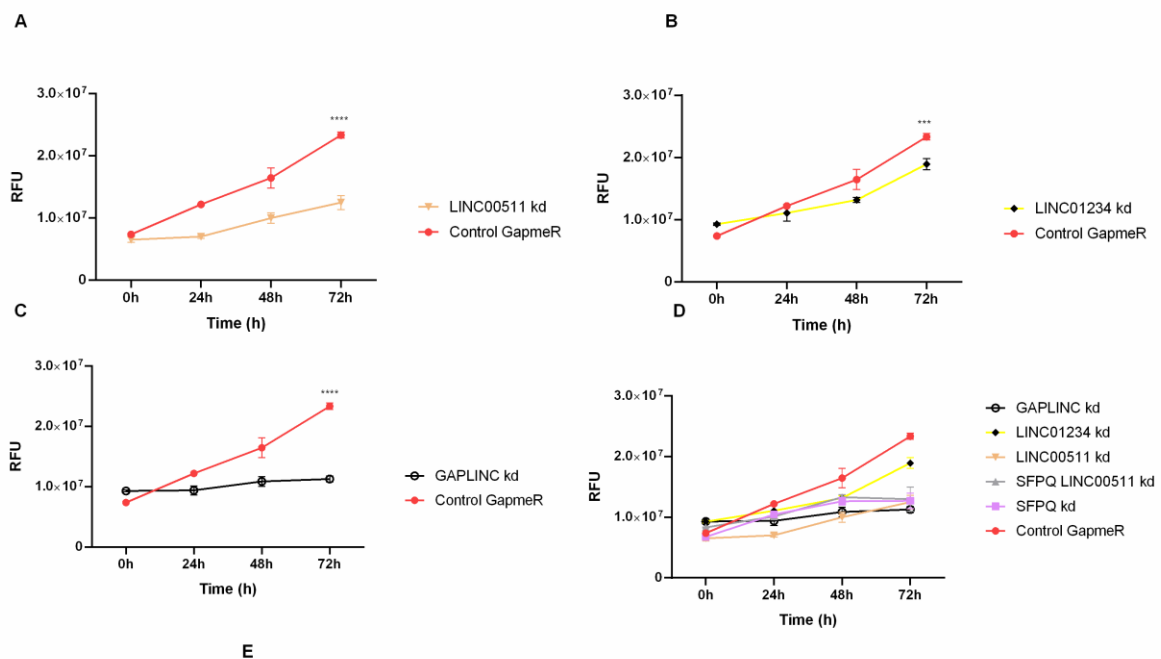 A
3.0×10⁷
2.0×10⁷
1.0×10⁷
0
RFU
****
0h 24h 48h 72h
Time (h)
LINC00511 kd
Control GapmeR
B
3.0×10⁷
2.0×10⁷
1.0×10⁷
0
RFU
***
0h 24h 48h 72h
Time (h)
LINC01234 kd
Control GapmeR
C
3.0×10⁷
2.0×10⁷
1.0×10⁷
0
RFU
****
0h 24h 48h 72h
Time (h)
GAPLINC kd
Control GapmeR
D
3.0×10⁷
2.0×10⁷
1.0×10⁷
0
RFU
0h 24h 48h 72h
Time (h)
GAPLINC kd
LINC01234 kd
LINC00511 kd
SFPQ LINC00511 kd
SFPQ kd
Control GapmeR
E